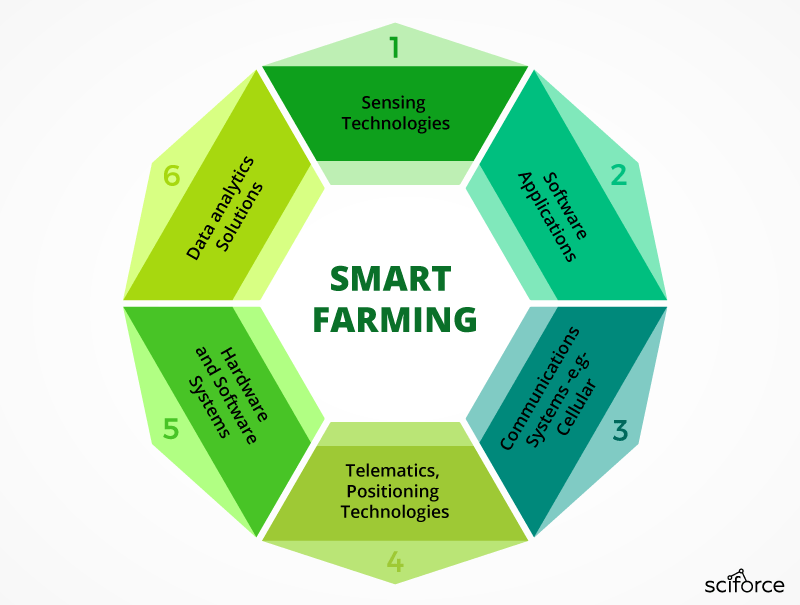 1
Sensing
Technologies
2
Software
Applications
3
Communications
Systems -e.g-
Cellular
4
Telematics,
Positioning
Technologies
5
Hardware
and Software
Systems
6
Data analytics
Solutions
SMART
FARMING
sciforce